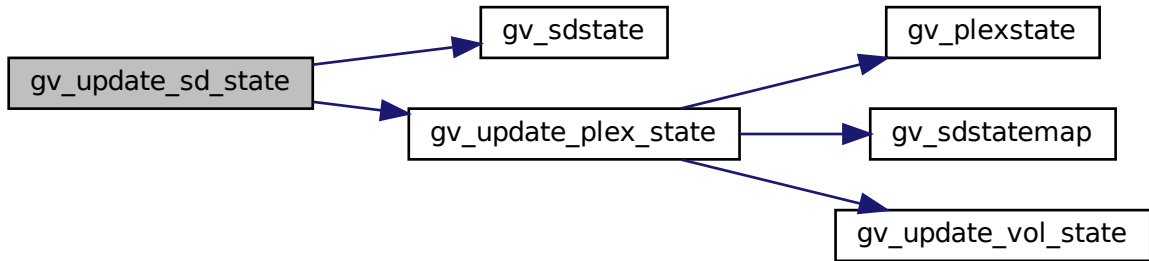 gv_update_sd_state
gv_sdstate
gv_update_plex_state
gv_plexstate
gv_sdstatemap
gv_update_vol_state